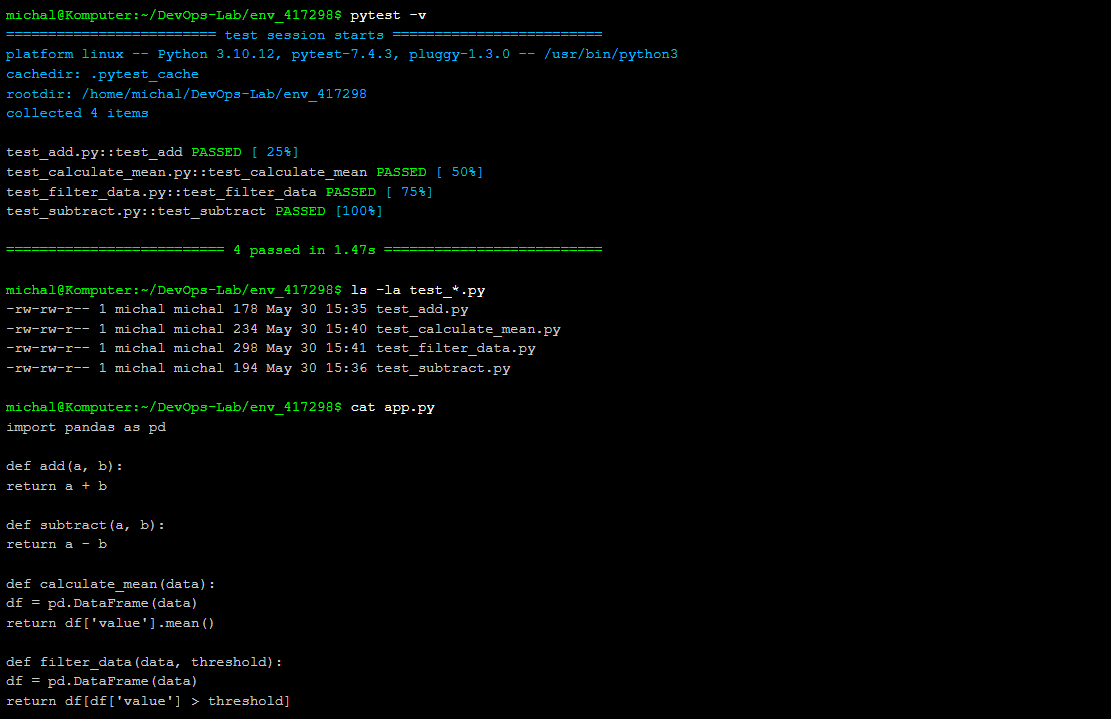 michal@Komputer:~/DevOps-Lab/env_417298$ pytest -v
========================= test session starts =========================
platform linux -- Python 3.10.12, pytest-7.4.3, pluggy-1.3.0 -- /usr/bin/python3
cachedir: .pytest_cache
rootdir: /home/michal/DevOps-Lab/env_417298
collected 4 items
test_add.py::test_add PASSED [ 25%]
test_calculate_mean.py::test_calculate_mean PASSED [ 50%]
test_filter_data.py::test_filter_data PASSED [ 75%]
test_subtract.py::test_subtract PASSED [100%]
========================== 4 passed in 1.47s ==========================
michal@Komputer:~/DevOps-Lab/env_417298$ ls -la test_*.py
-rw-rw-r-- 1 michal michal 178 May 30 15:35 test_add.py
-rw-rw-r-- 1 michal michal 234 May 30 15:40 test_calculate_mean.py
-rw-rw-r-- 1 michal michal 298 May 30 15:41 test_filter_data.py
-rw-rw-r-- 1 michal michal 194 May 30 15:36 test_subtract.py
michal@Komputer:~/DevOps-Lab/env_417298$ cat app.py
import pandas as pd
def add(a, b):
return a + b
def subtract(a, b):
return a - b
def calculate_mean(data):
df = pd.DataFrame(data)
return df['value'].mean()
def filter_data(data, threshold):
df = pd.DataFrame(data)
return df[df['value'] > threshold]